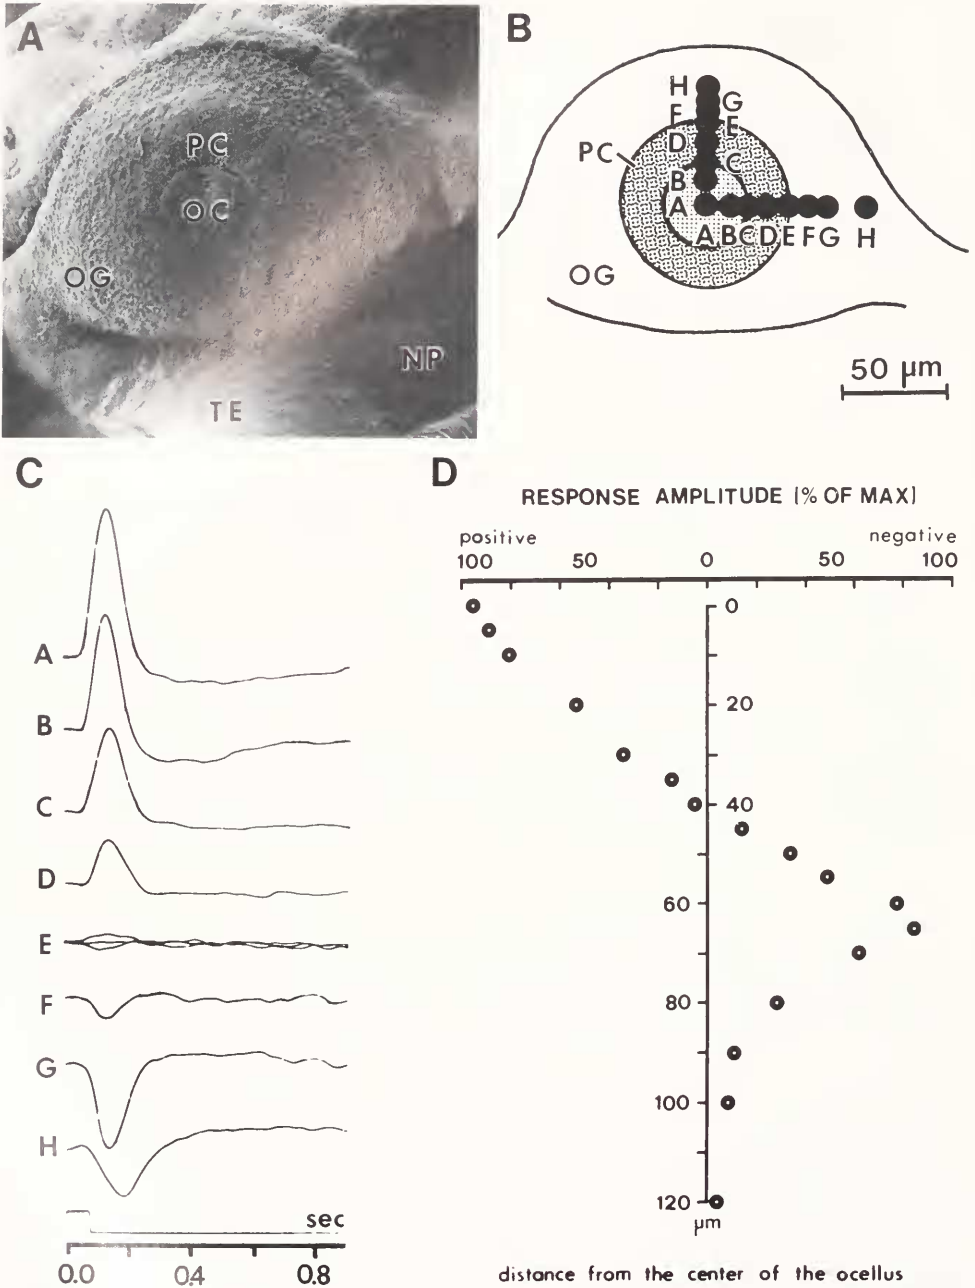 A
PC
OC
OG
NP
TE
B
H
G
F
E
D
PC
C
B
A
A B C D E F G H
OG
50 µm
C
A
B
C
D
E
F
G
H
sec
0.0 0.4 0.8
D
RESPONSE AMPLITUDE (% OF MAX)
positive negative
100 50 0 50 100
0
20
40
60
80
100
120
µm
distance from the center of the ocellus